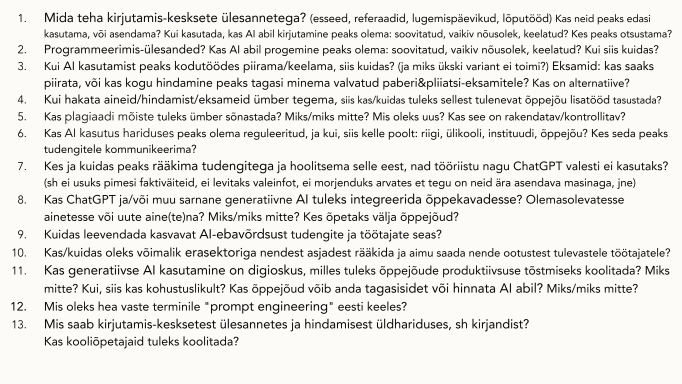 1. Mida teha kirjutamis-kesksete ülesannetega? (esseed, referaadid, lugemispäevikud, lõputööd) Kas neid peaks edasi
kasutama, või asendama? Kui kasutada, kas AI abil kirjutamine peaks olema: soovitatud, vaikiv nõusolek, keelatud? Kes peaks otsustama?
2. Programmeerimis-ülesanded? Kas AI abil progemine peaks olema: soovitatud, vaikiv nõusolek, keelatud? Kui siis kuidas?
3. Kui AI kasutamist peaks kodutöödes piirama/keelama, siis kuidas? (ja miks ükski variant ei toimi?) Eksamid: kas saaks
piirata, või kas kogu hindamine peaks tagasi minema valvatud paberi&pliiatsi-eksamitele? Kas on alternatiive?
4. Kui hakata aineid/hindamist/eksameid ümber tegema, siis kas/kuidas tuleks sellest tulenevat õppejõu lisatööd tasustada?
5. Kas plagiaadi mõiste tuleks ümber sõnastada? Miks/miks mitte? Mis oleks uus? Kas see on rakendatav/kontrollitav?
6. Kas AI kasutus hariduses peaks olema reguleeritud, ja kui, siis kelle poolt: riigi, ülikooli, instituudi, õppejõu? Kes seda peaks
tudengitele kommunikeerima?
7. Kes ja kuidas peaks rääkima tudengitega ja hoolitsema selle eest, nad tööriistu nagu ChatGPT valesti ei kasutaks?
(sh ei usuks pimesi faktiväiteid, ei levitaks valeinfot, ei morjenduks arvates et tegu on neid ära asendava masinaga, jne)
8. Kas ChatGPT ja/või muu sarnane generatiivne AI tuleks integreerida õppekavadesse? Olemasolevatesse
ainetesse või uute aine(te)na? Miks/miks mitte? Kes õpetaks välja õppejõud?
9. Kuidas leevendada kasvavat AI-ebavõrdsust tudengite ja töötajate seas?
10. Kas/kuidas oleks võimalik erasektoriga nendest asjadest rääkida ja aimu saada nende ootustest tulevastele töötajatele?
11. Kas generatiivse AI kasutamine on digioskus, milles tuleks õppejõude produktiivsuse tõstmiseks koolitada? Miks
mitte? Kui, siis kas kohustuslikult? Kas õppejõud võib anda tagasisidet või hinnata AI abil? Miks/miks mitte?
12. Mis oleks hea vaste terminile "prompt engineering" eesti keeles?
13. Mis saab kirjutamis-kesksetest ülesannetes ja hindamisest üldhariduses, sh kirjandist?
Kas kooliõpetajaid tuleks koolitada?